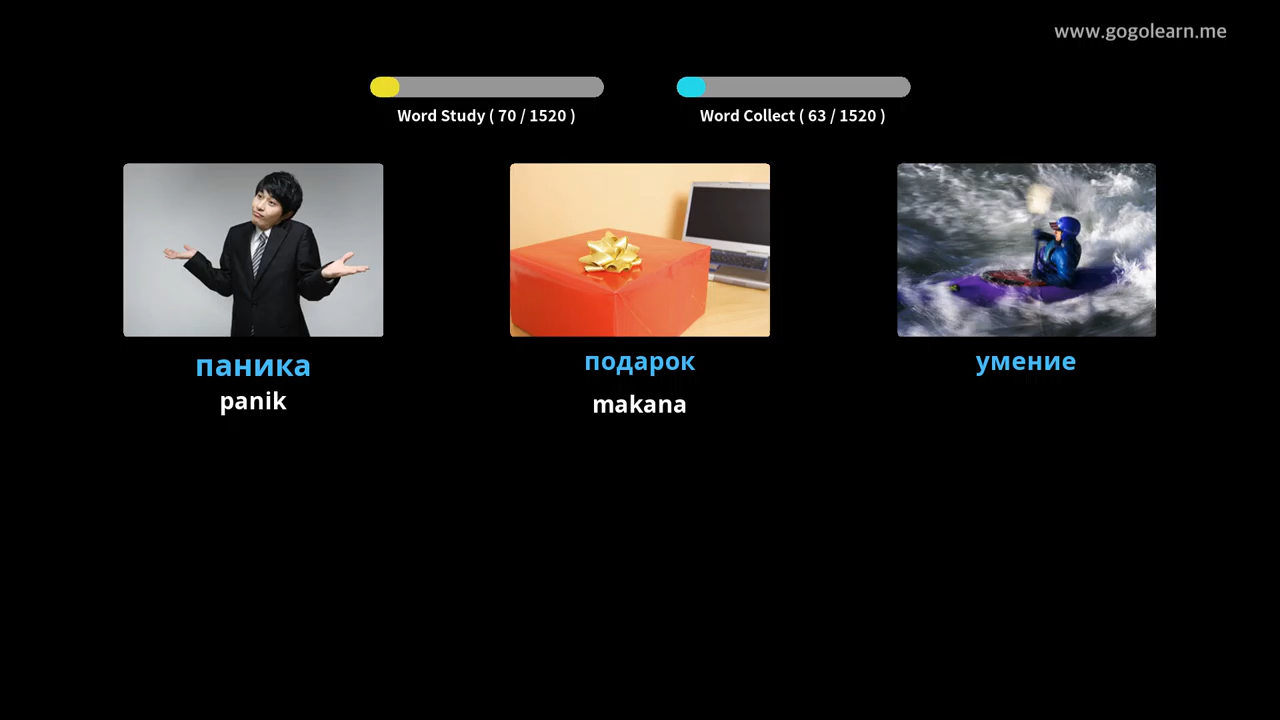 www.gogolearn.me
Word Study ( 70 / 1520 )
Word Collect ( 63 / 1520 )
паника
подарок
умение
panik
makana